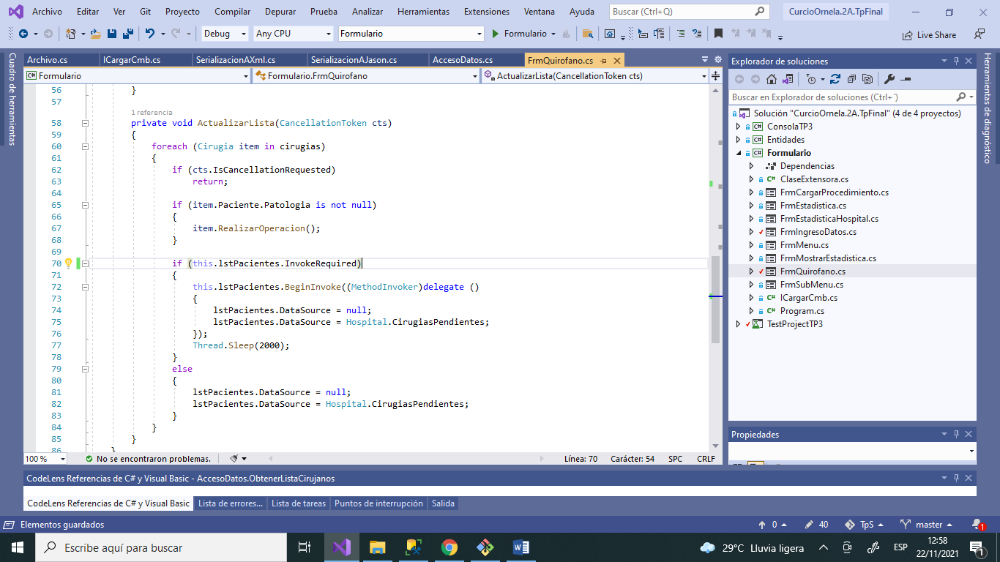 Archivo Editar Ver Git Proyecto Compilar Depurar Prueba Analizar Herramientas Extensiones Ventana Ayuda Buscar (Ctrl+Q) CurcioOrnela.2A.TpFinal
Debug Any CPU Formulario Formulario Live Share
Cuadro de herramientas
Archivo.cs ICargarCmb.cs SerializacionAXml.cs SerializacionAJason.cs AccesoDatos.cs FrmQuirofano.cs
Formulario Formulario.FrmQuirofano ActualizarLista(CancellationToken cts)
56 }
57
1 referencia
58 private void ActualizarLista(CancellationToken cts)
59 {
60 foreach (Cirugia item in cirugias)
61 {
62 if (cts.IsCancellationRequested)
63 return;
64
65 if (item.Paciente.Patologia is not null)
66 {
67 item.RealizarOperacion();
68 }
69
70 if (this.lstPacientes.InvokeRequired)
71 {
72 this.lstPacientes.BeginInvoke((MethodInvoker)delegate ()
73 {
74 lstPacientes.DataSource = null;
75 lstPacientes.DataSource = Hospital.CirugiasPendientes;
76 });
77 Thread.Sleep(2000);
78 }
79 else
80 {
81 lstPacientes.DataSource = null;
82 lstPacientes.DataSource = Hospital.CirugiasPendientes;
83 }
84 }
85 }
86 }
100 % No se encontraron problemas. Línea: 70 Carácter: 54 SPC CRLF
Explorador de soluciones
Buscar en Explorador de soluciones (Ctrl+´)
Solución "CurcioOrnela.2A.TpFinal" (4 de 4 proyectos)
ConsolaTP3
Entidades
Formulario
Dependencias
ClaseExtensora.cs
FrmCargarProcedimiento.cs
FrmEstadistica.cs
FrmEstadisticaHospital.cs
FrmIngresoDatos.cs
FrmMenu.cs
FrmMostrarEstadistica.cs
FrmQuirofano.cs
FrmSubMenu.cs
ICargarCmb.cs
Program.cs
TestProjectTP3
Propiedades
Herramientas de diagnóstico
CodeLens Referencias de C# y Visual Basic - AccesoDatos.ObtenerListaCirujanos
CodeLens Referencias de C# y Visual Basic Lista de errores... Lista de tareas Puntos de interrupción Salida
Elementos guardados 0 40 TpS master 1
Escribe aquí para buscar 29°C Lluvia ligera ESP 12:58 22/11/2021 1